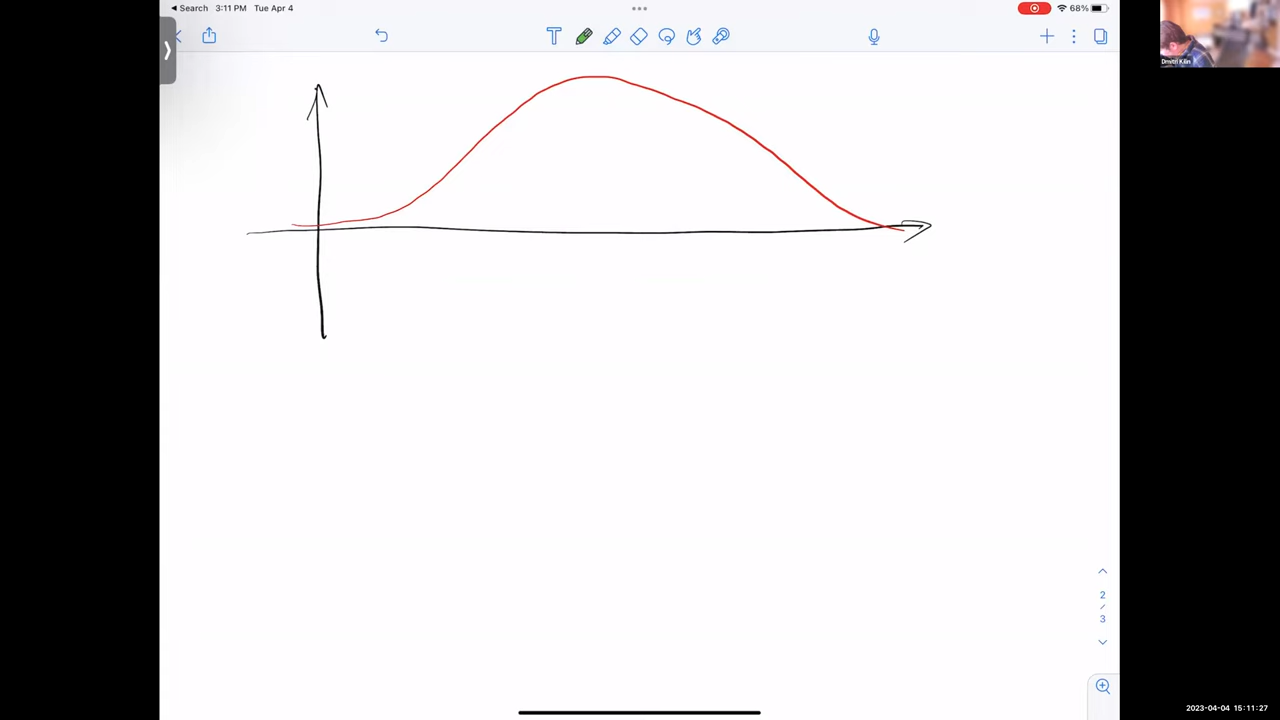 Search 3:11 PM Tue Apr 4
68%
T
Dmitri Kilin
2
/
3
2023-04-04 15:11:27